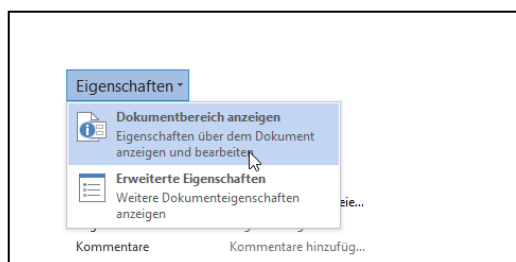 Eigenschaften
Dokumentbereich anzeigen
Eigenschaften über dem Dokument
anzeigen und bearbeiten
Erweiterte Eigenschaften
Weitere Dokumenteigenschaften
anzeigen
Kommentare Kommentare hinzufüg...